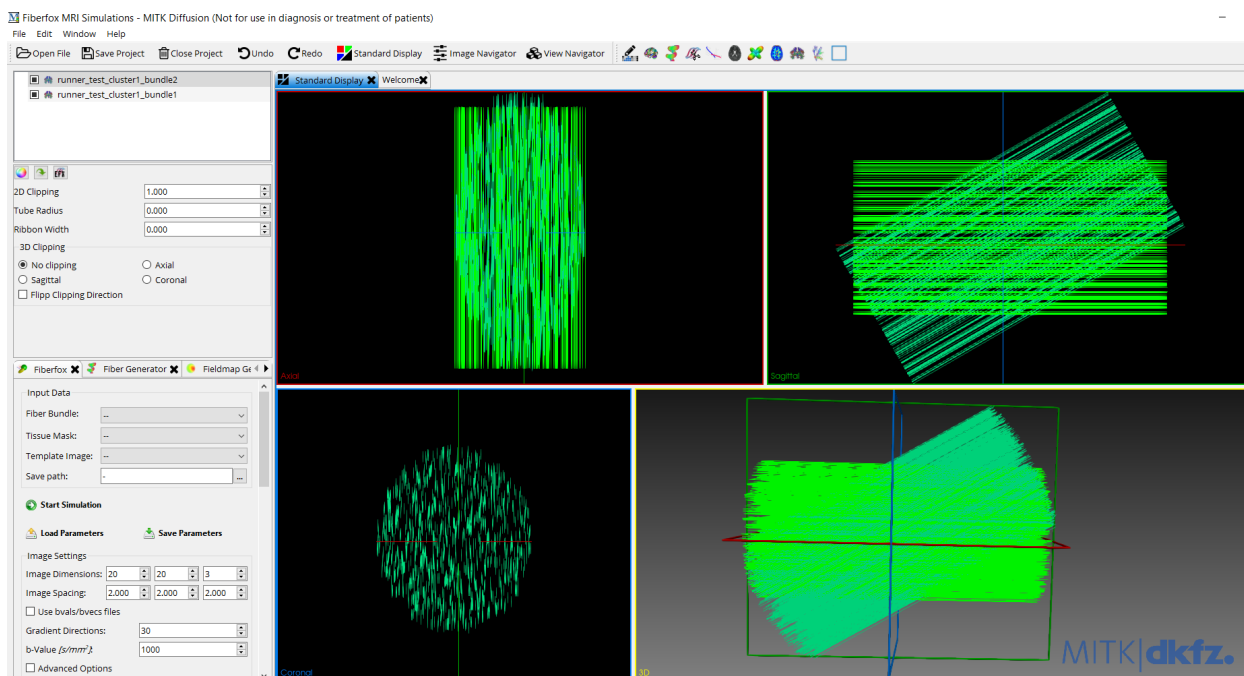 Fiberfox MRI Simulations - MITK Diffusion (Not for use in diagnosis or treatment of patients)
File Edit Window Help
Open File Save Project Close Project Undo Redo Standard Display Image Navigator View Navigator
runner_test_cluster1_bundle2
runner_test_cluster1_bundle1
Standard Display Welcome
2D Clipping 1.000
Tube Radius 0.000
Ribbon Width 0.000
3D Clipping
No clipping Axial
Sagittal Coronal
Flipp Clipping Direction
Axial
Sagittal
Fiberfox Fiber Generator Fieldmap Ge
Input Data
Fiber Bundle: --
Tissue Mask: --
Template Image: --
Save path: - ...
Start Simulation
Load Parameters Save Parameters
Image Settings
Image Dimensions: 20 20 3
Image Spacing: 2.000 2.000 2.000
Use bvals/bvecs files
Gradient Directions: 30
b-Value [s/mm²]: 1000
Advanced Options
Coronal
3D
MITK|dkfz.